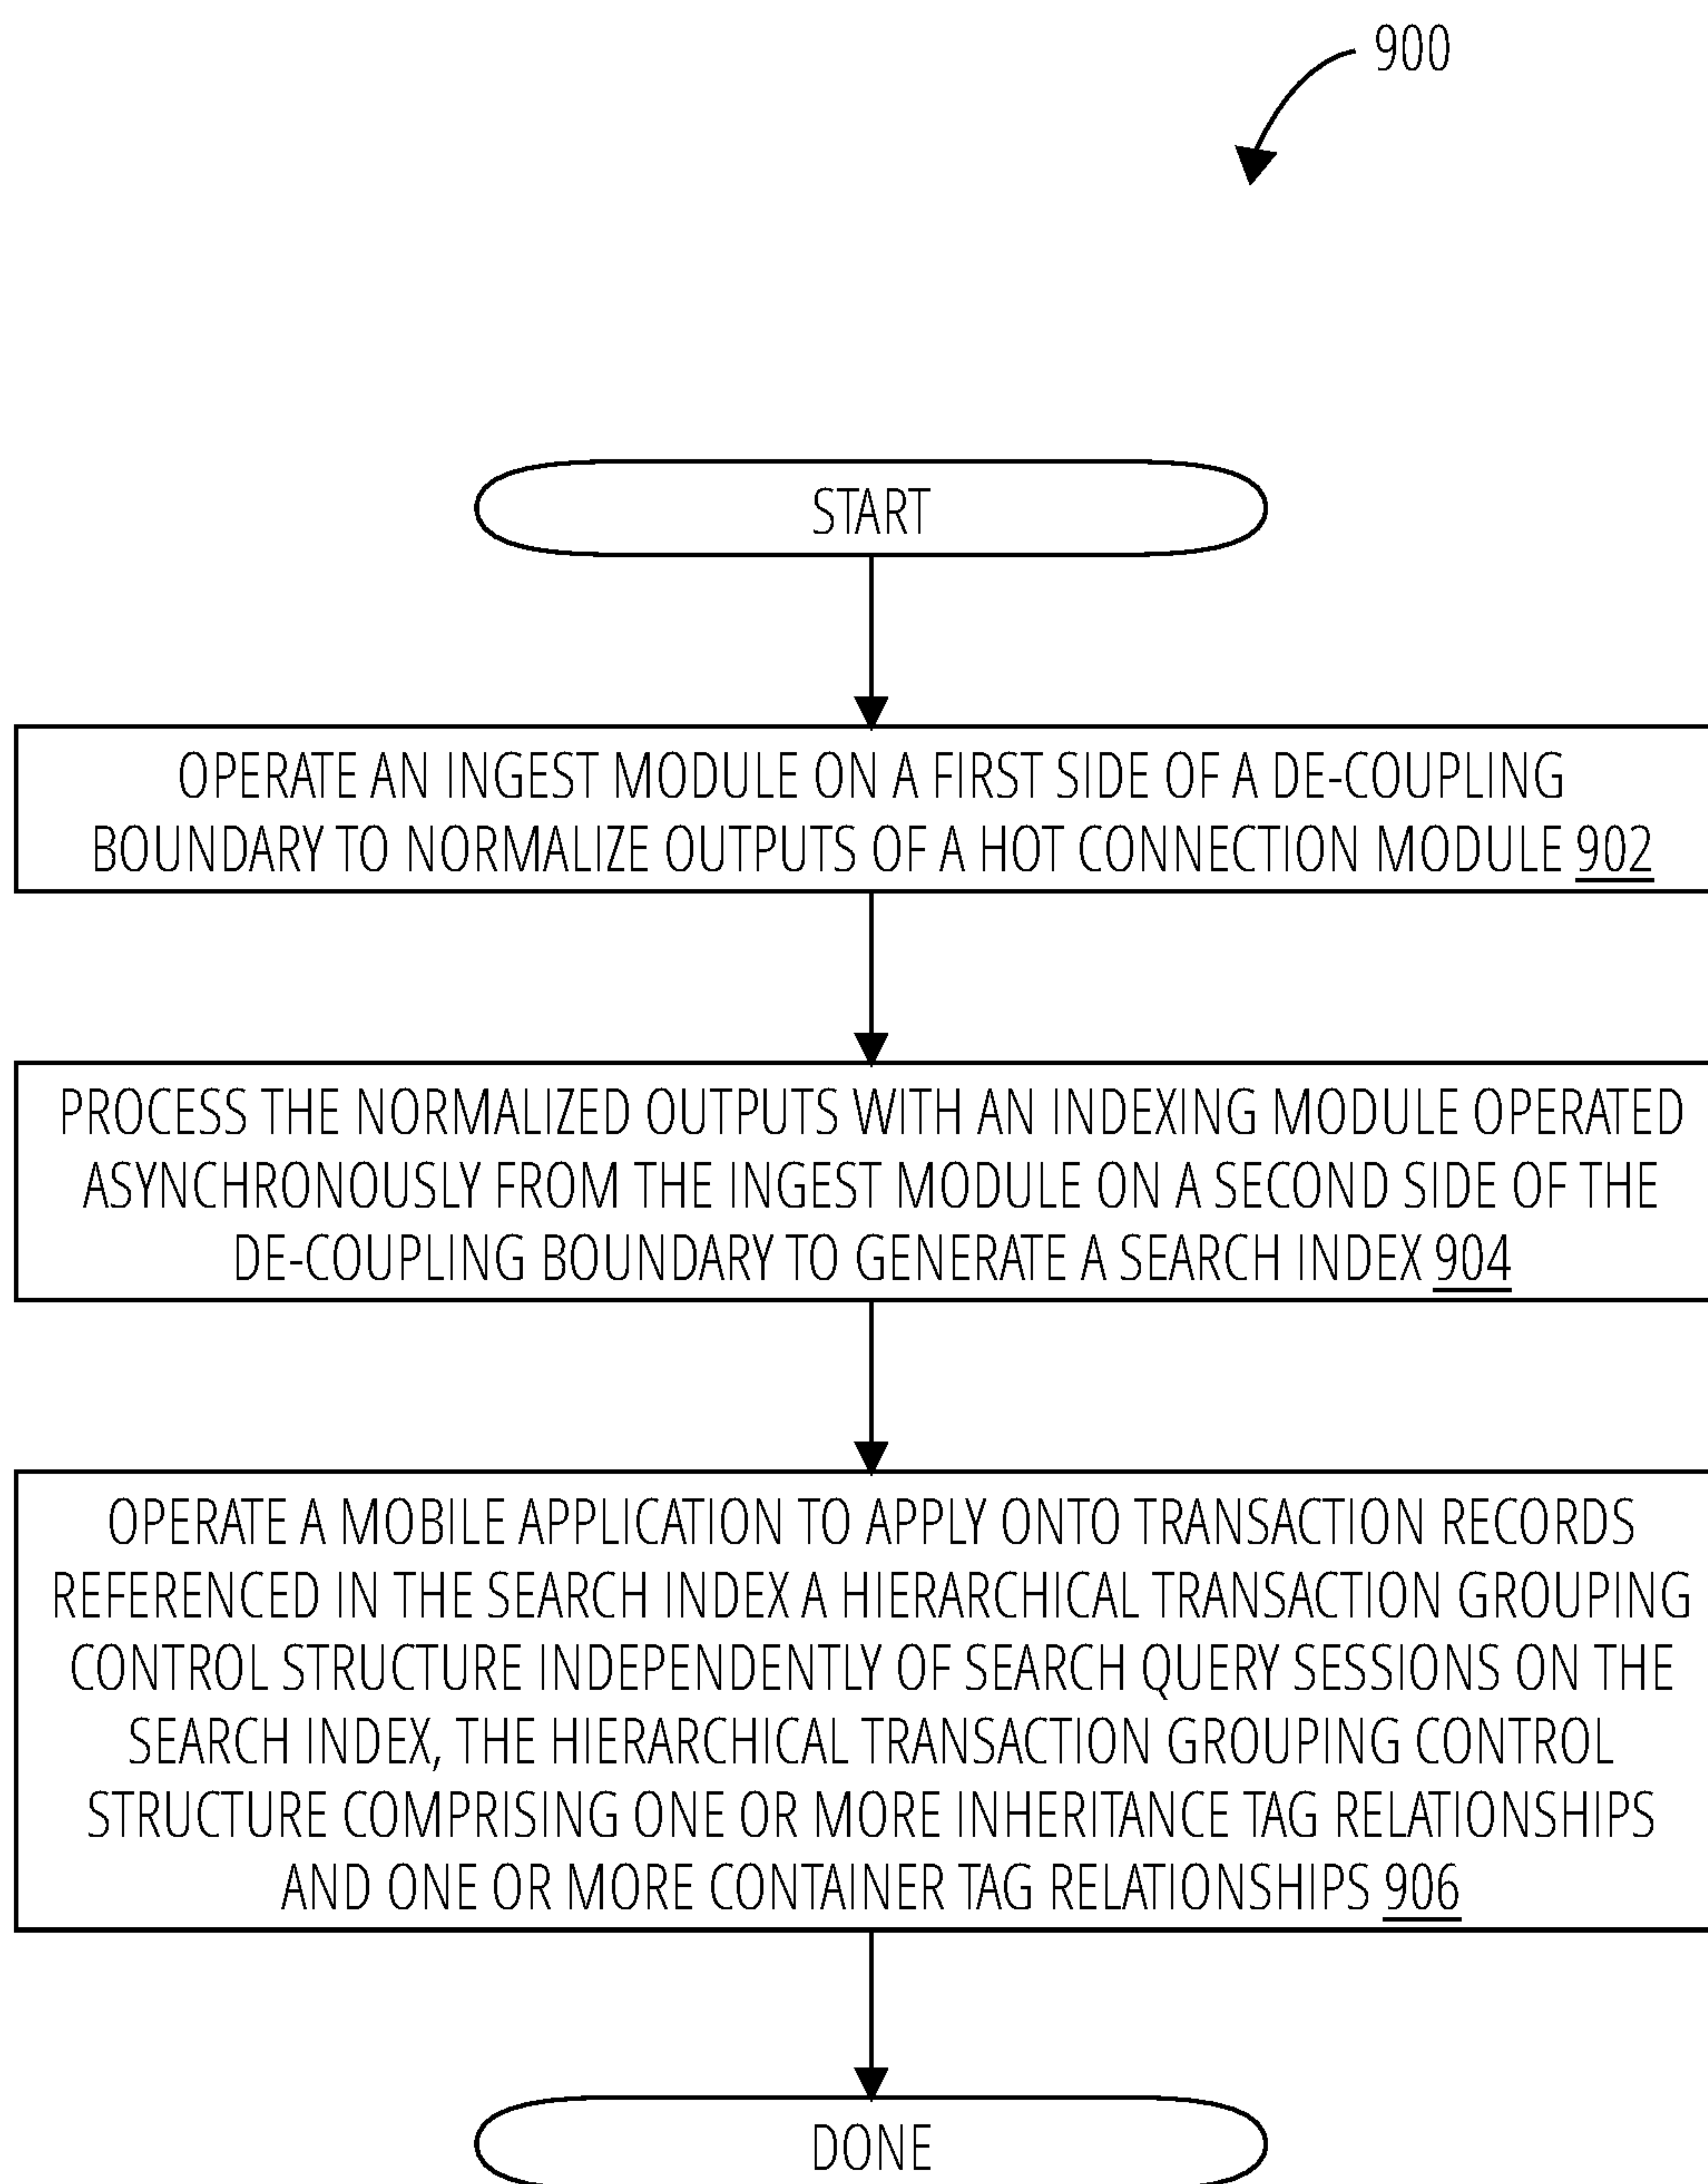 900
START
OPERATE AN INGEST MODULE ON A FIRST SIDE OF A DE-COUPLING
BOUNDARY TO NORMALIZE OUTPUTS OF A HOT CONNECTION MODULE 902
PROCESS THE NORMALIZED OUTPUTS WITH AN INDEXING MODULE OPERATED
ASYNCHRONOUSLY FROM THE INGEST MODULE ON A SECOND SIDE OF THE
DE-COUPLING BOUNDARY TO GENERATE A SEARCH INDEX 904
OPERATE A MOBILE APPLICATION TO APPLY ONTO TRANSACTION RECORDS
REFERENCED IN THE SEARCH INDEX A HIERARCHICAL TRANSACTION GROUPING
CONTROL STRUCTURE INDEPENDENTLY OF SEARCH QUERY SESSIONS ON THE
SEARCH INDEX, THE HIERARCHICAL TRANSACTION GROUPING CONTROL
STRUCTURE COMPRISING ONE OR MORE INHERITANCE TAG RELATIONSHIPS
AND ONE OR MORE CONTAINER TAG RELATIONSHIPS 906
DONE